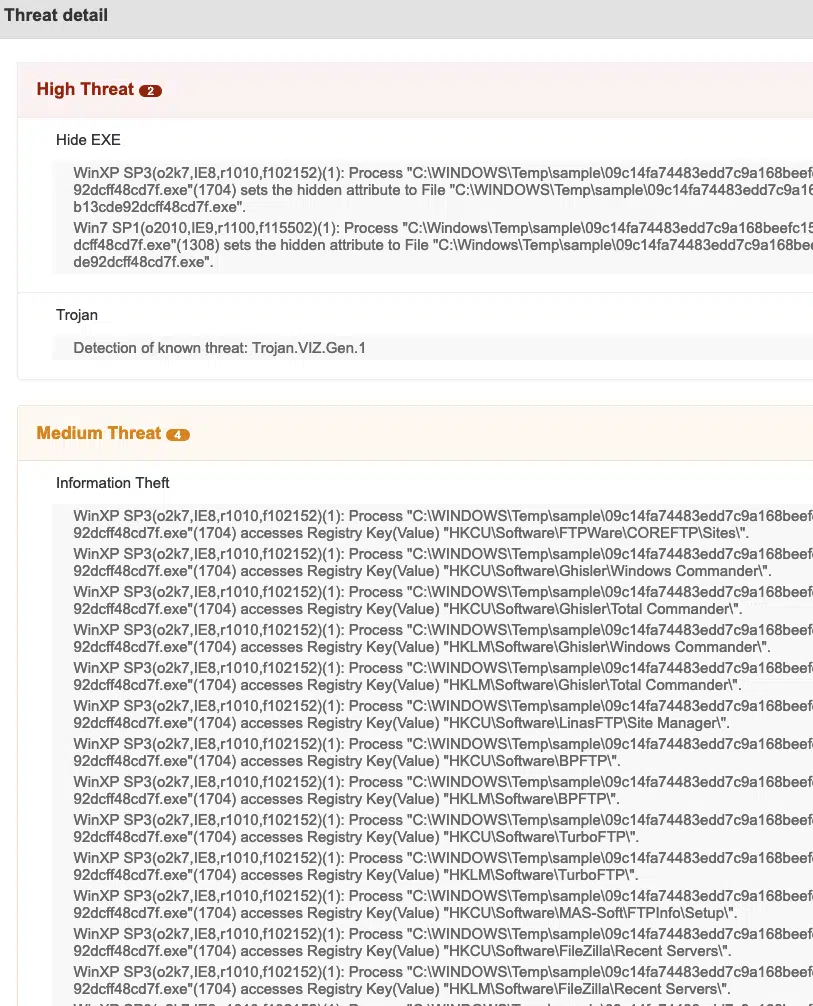 Threat detail
High Threat 2
Hide EXE
WinXP SP3(o2k7,IE8,r1010,f102152)(1): Process "C:\WINDOWS\Temp\sample\09c14fa74483edd7c9a168beef
92dcff48cd7f.exe"(1704) sets the hidden attribute to File "C:\WINDOWS\Temp\sample\09c14fa74483edd7c9a16
b13cde92dcff48cd7f.exe".
Win7 SP1(o2010,IE9,r1100,f115502)(1): Process "C:\Windows\Temp\sample\09c14fa74483edd7c9a168beefc15
dcff48cd7f.exe"(1308) sets the hidden attribute to File "C:\Windows\Temp\sample\09c14fa74483edd7c9a168bee
de92dcff48cd7f.exe".
Trojan
Detection of known threat: Trojan.VIZ.Gen.1
Medium Threat 4
Information Theft
WinXP SP3(o2k7,IE8,r1010,f102152)(1): Process "C:\WINDOWS\Temp\sample\09c14fa74483edd7c9a168beef
92dcff48cd7f.exe"(1704) accesses Registry Key(Value) "HKCU\Software\FTPWare\COREFTP\Sites\".
WinXP SP3(o2k7,IE8,r1010,f102152)(1): Process "C:\WINDOWS\Temp\sample\09c14fa74483edd7c9a168beef
92dcff48cd7f.exe"(1704) accesses Registry Key(Value) "HKCU\Software\Ghisler\Windows Commander\".
WinXP SP3(o2k7,IE8,r1010,f102152)(1): Process "C:\WINDOWS\Temp\sample\09c14fa74483edd7c9a168beef
92dcff48cd7f.exe"(1704) accesses Registry Key(Value) "HKCU\Software\Ghisler\Total Commander\".
WinXP SP3(o2k7,IE8,r1010,f102152)(1): Process "C:\WINDOWS\Temp\sample\09c14fa74483edd7c9a168beef
92dcff48cd7f.exe"(1704) accesses Registry Key(Value) "HKLM\Software\Ghisler\Windows Commander\".
WinXP SP3(o2k7,IE8,r1010,f102152)(1): Process "C:\WINDOWS\Temp\sample\09c14fa74483edd7c9a168beef
92dcff48cd7f.exe"(1704) accesses Registry Key(Value) "HKLM\Software\Ghisler\Total Commander\".
WinXP SP3(o2k7,IE8,r1010,f102152)(1): Process "C:\WINDOWS\Temp\sample\09c14fa74483edd7c9a168beef
92dcff48cd7f.exe"(1704) accesses Registry Key(Value) "HKCU\Software\LinasFTP\Site Manager\".
WinXP SP3(o2k7,IE8,r1010,f102152)(1): Process "C:\WINDOWS\Temp\sample\09c14fa74483edd7c9a168beef
92dcff48cd7f.exe"(1704) accesses Registry Key(Value) "HKCU\Software\BPFTP\".
WinXP SP3(o2k7,IE8,r1010,f102152)(1): Process "C:\WINDOWS\Temp\sample\09c14fa74483edd7c9a168beef
92dcff48cd7f.exe"(1704) accesses Registry Key(Value) "HKLM\Software\BPFTP\".
WinXP SP3(o2k7,IE8,r1010,f102152)(1): Process "C:\WINDOWS\Temp\sample\09c14fa74483edd7c9a168beef
92dcff48cd7f.exe"(1704) accesses Registry Key(Value) "HKCU\Software\TurboFTP\".
WinXP SP3(o2k7,IE8,r1010,f102152)(1): Process "C:\WINDOWS\Temp\sample\09c14fa74483edd7c9a168beef
92dcff48cd7f.exe"(1704) accesses Registry Key(Value) "HKLM\Software\TurboFTP\".
WinXP SP3(o2k7,IE8,r1010,f102152)(1): Process "C:\WINDOWS\Temp\sample\09c14fa74483edd7c9a168beef
92dcff48cd7f.exe"(1704) accesses Registry Key(Value) "HKCU\Software\MAS-Soft\FTPInfo\Setup\".
WinXP SP3(o2k7,IE8,r1010,f102152)(1): Process "C:\WINDOWS\Temp\sample\09c14fa74483edd7c9a168beef
92dcff48cd7f.exe"(1704) accesses Registry Key(Value) "HKCU\Software\FileZilla\Recent Servers\".
WinXP SP3(o2k7,IE8,r1010,f102152)(1): Process "C:\WINDOWS\Temp\sample\09c14fa74483edd7c9a168beef
92dcff48cd7f.exe"(1704) accesses Registry Key(Value) "HKLM\Software\FileZilla\Recent Servers\".